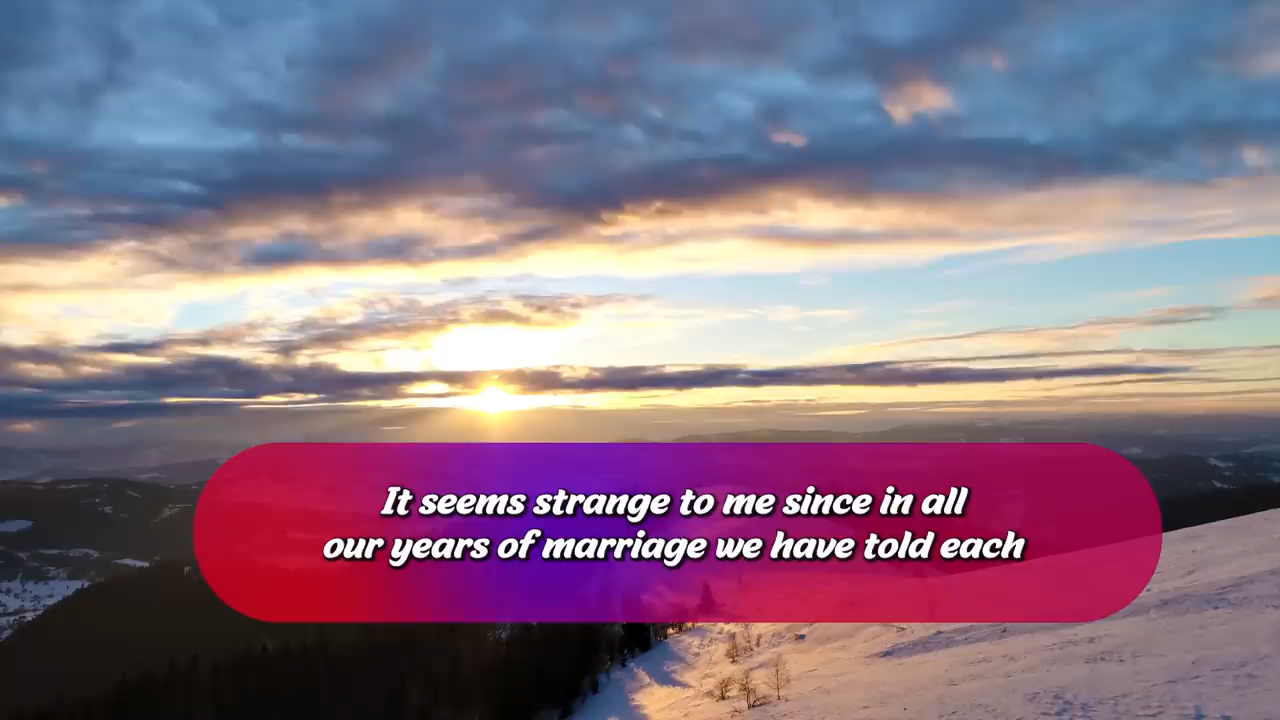 It seems strange to me since in all
our years of marriage we have told each